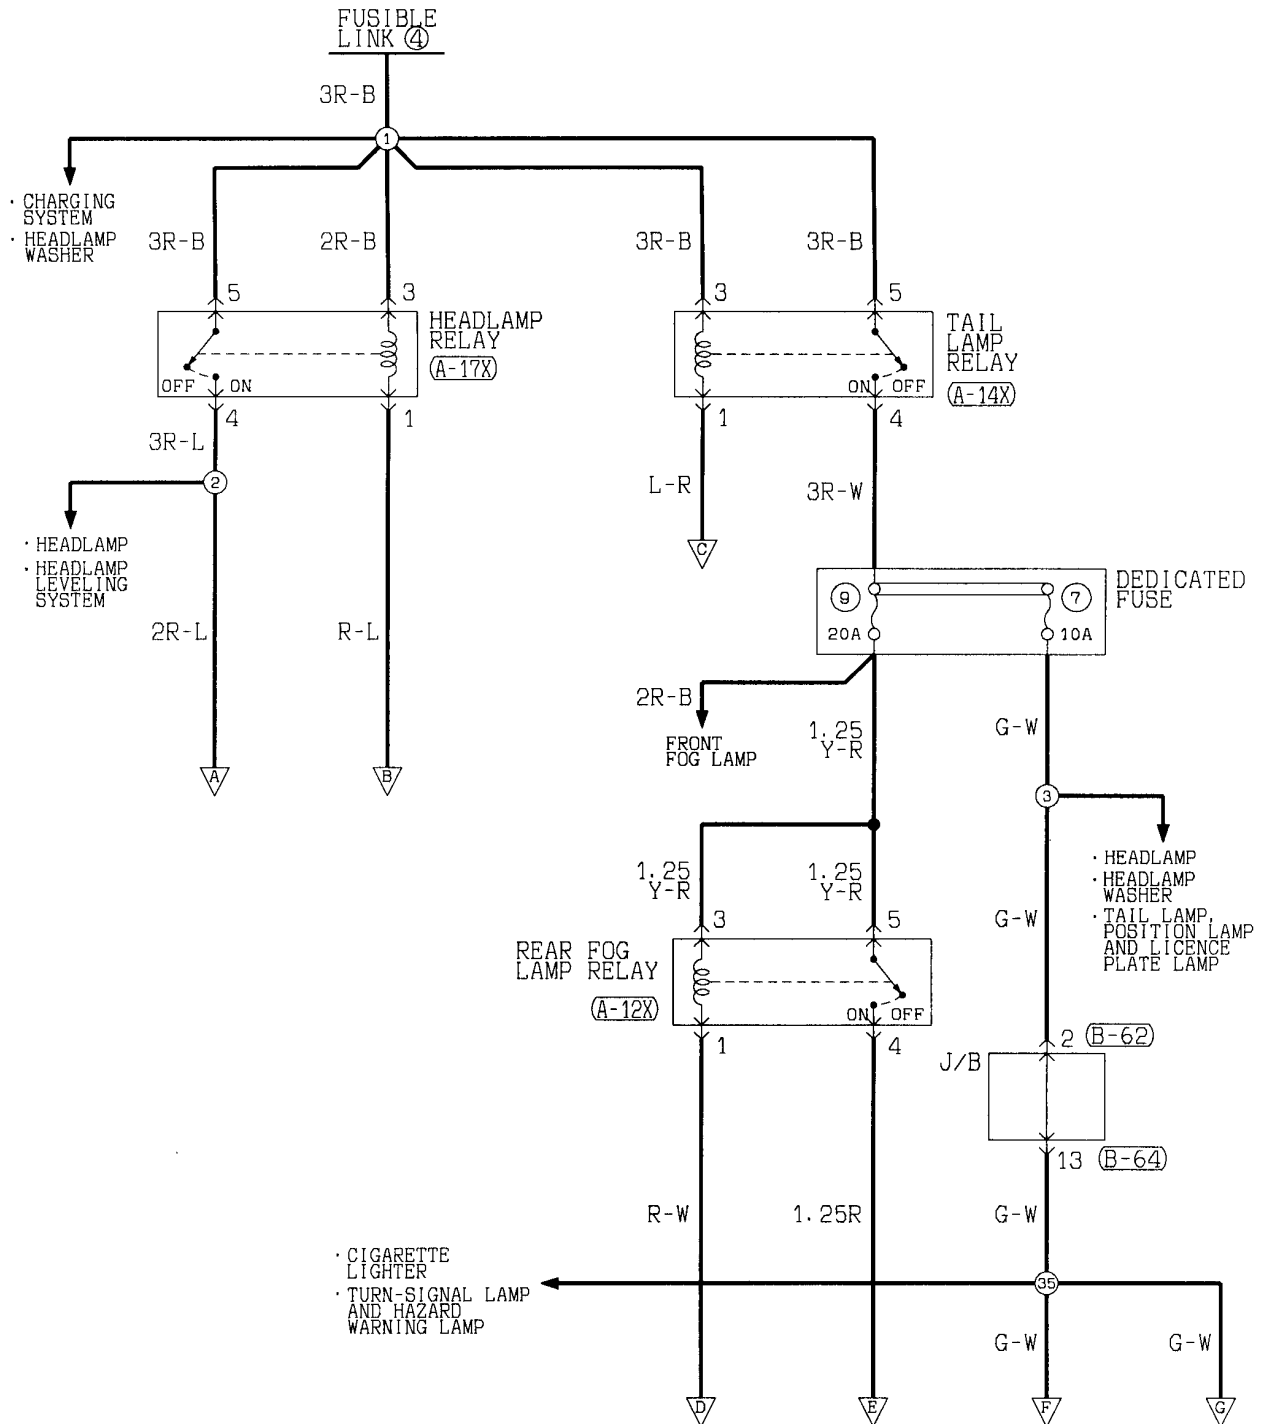 FUSIBLE
LINK ④
3R-B
1
· CHARGING
SYSTEM
· HEADLAMP
WASHER
3R-B
2R-B
3R-B
3R-B
5
3
3
5
HEADLAMP
RELAY
A-17X
TAIL
LAMP
RELAY
A-14X
OFF
ON
ON
OFF
4
1
1
4
3R-L
L-R
3R-W
2
C
· HEADLAMP
· HEADLAMP
LEVELING
SYSTEM
DEDICATED
FUSE
9
7
20A
10A
2R-L
R-L
2R-B
FRONT
FOG LAMP
1.25
Y-R
G-W
A
B
3
· HEADLAMP
· HEADLAMP
WASHER
· TAIL LAMP,
POSITION LAMP
AND LICENCE
PLATE LAMP
1.25
Y-R
1.25
Y-R
G-W
3
5
REAR FOG
LAMP RELAY
A-12X
ON
OFF
1
4
2
B-62
J/B
13
B-64
R-W
1.25R
G-W
· CIGARETTE
LIGHTER
· TURN-SIGNAL LAMP
AND HAZARD
WARNING LAMP
35
G-W
G-W
D
E
F
G